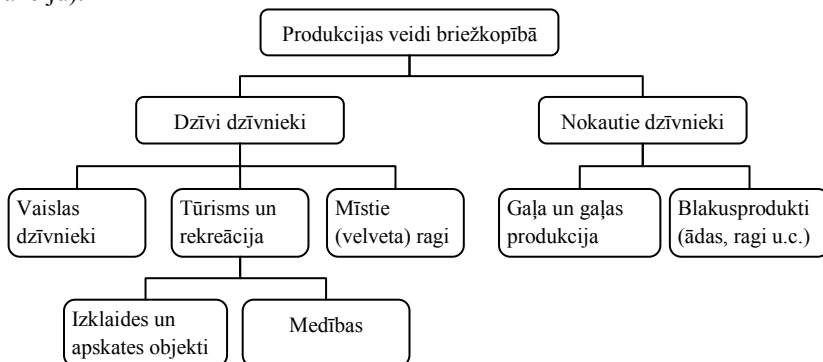 Produkcijas veidi briežkopībā
Dzīvi dzīvnieki
Nokautie dzīvnieki
Vaislas
dzīvnieki
Tūrisms un
rekreācija
Mīstie
(velveta) ragi
Gaļa un gaļas
produkcija
Blakusprodukti
(ādas, ragi u.c.)
Izklaides un
apskates objekti
Medības